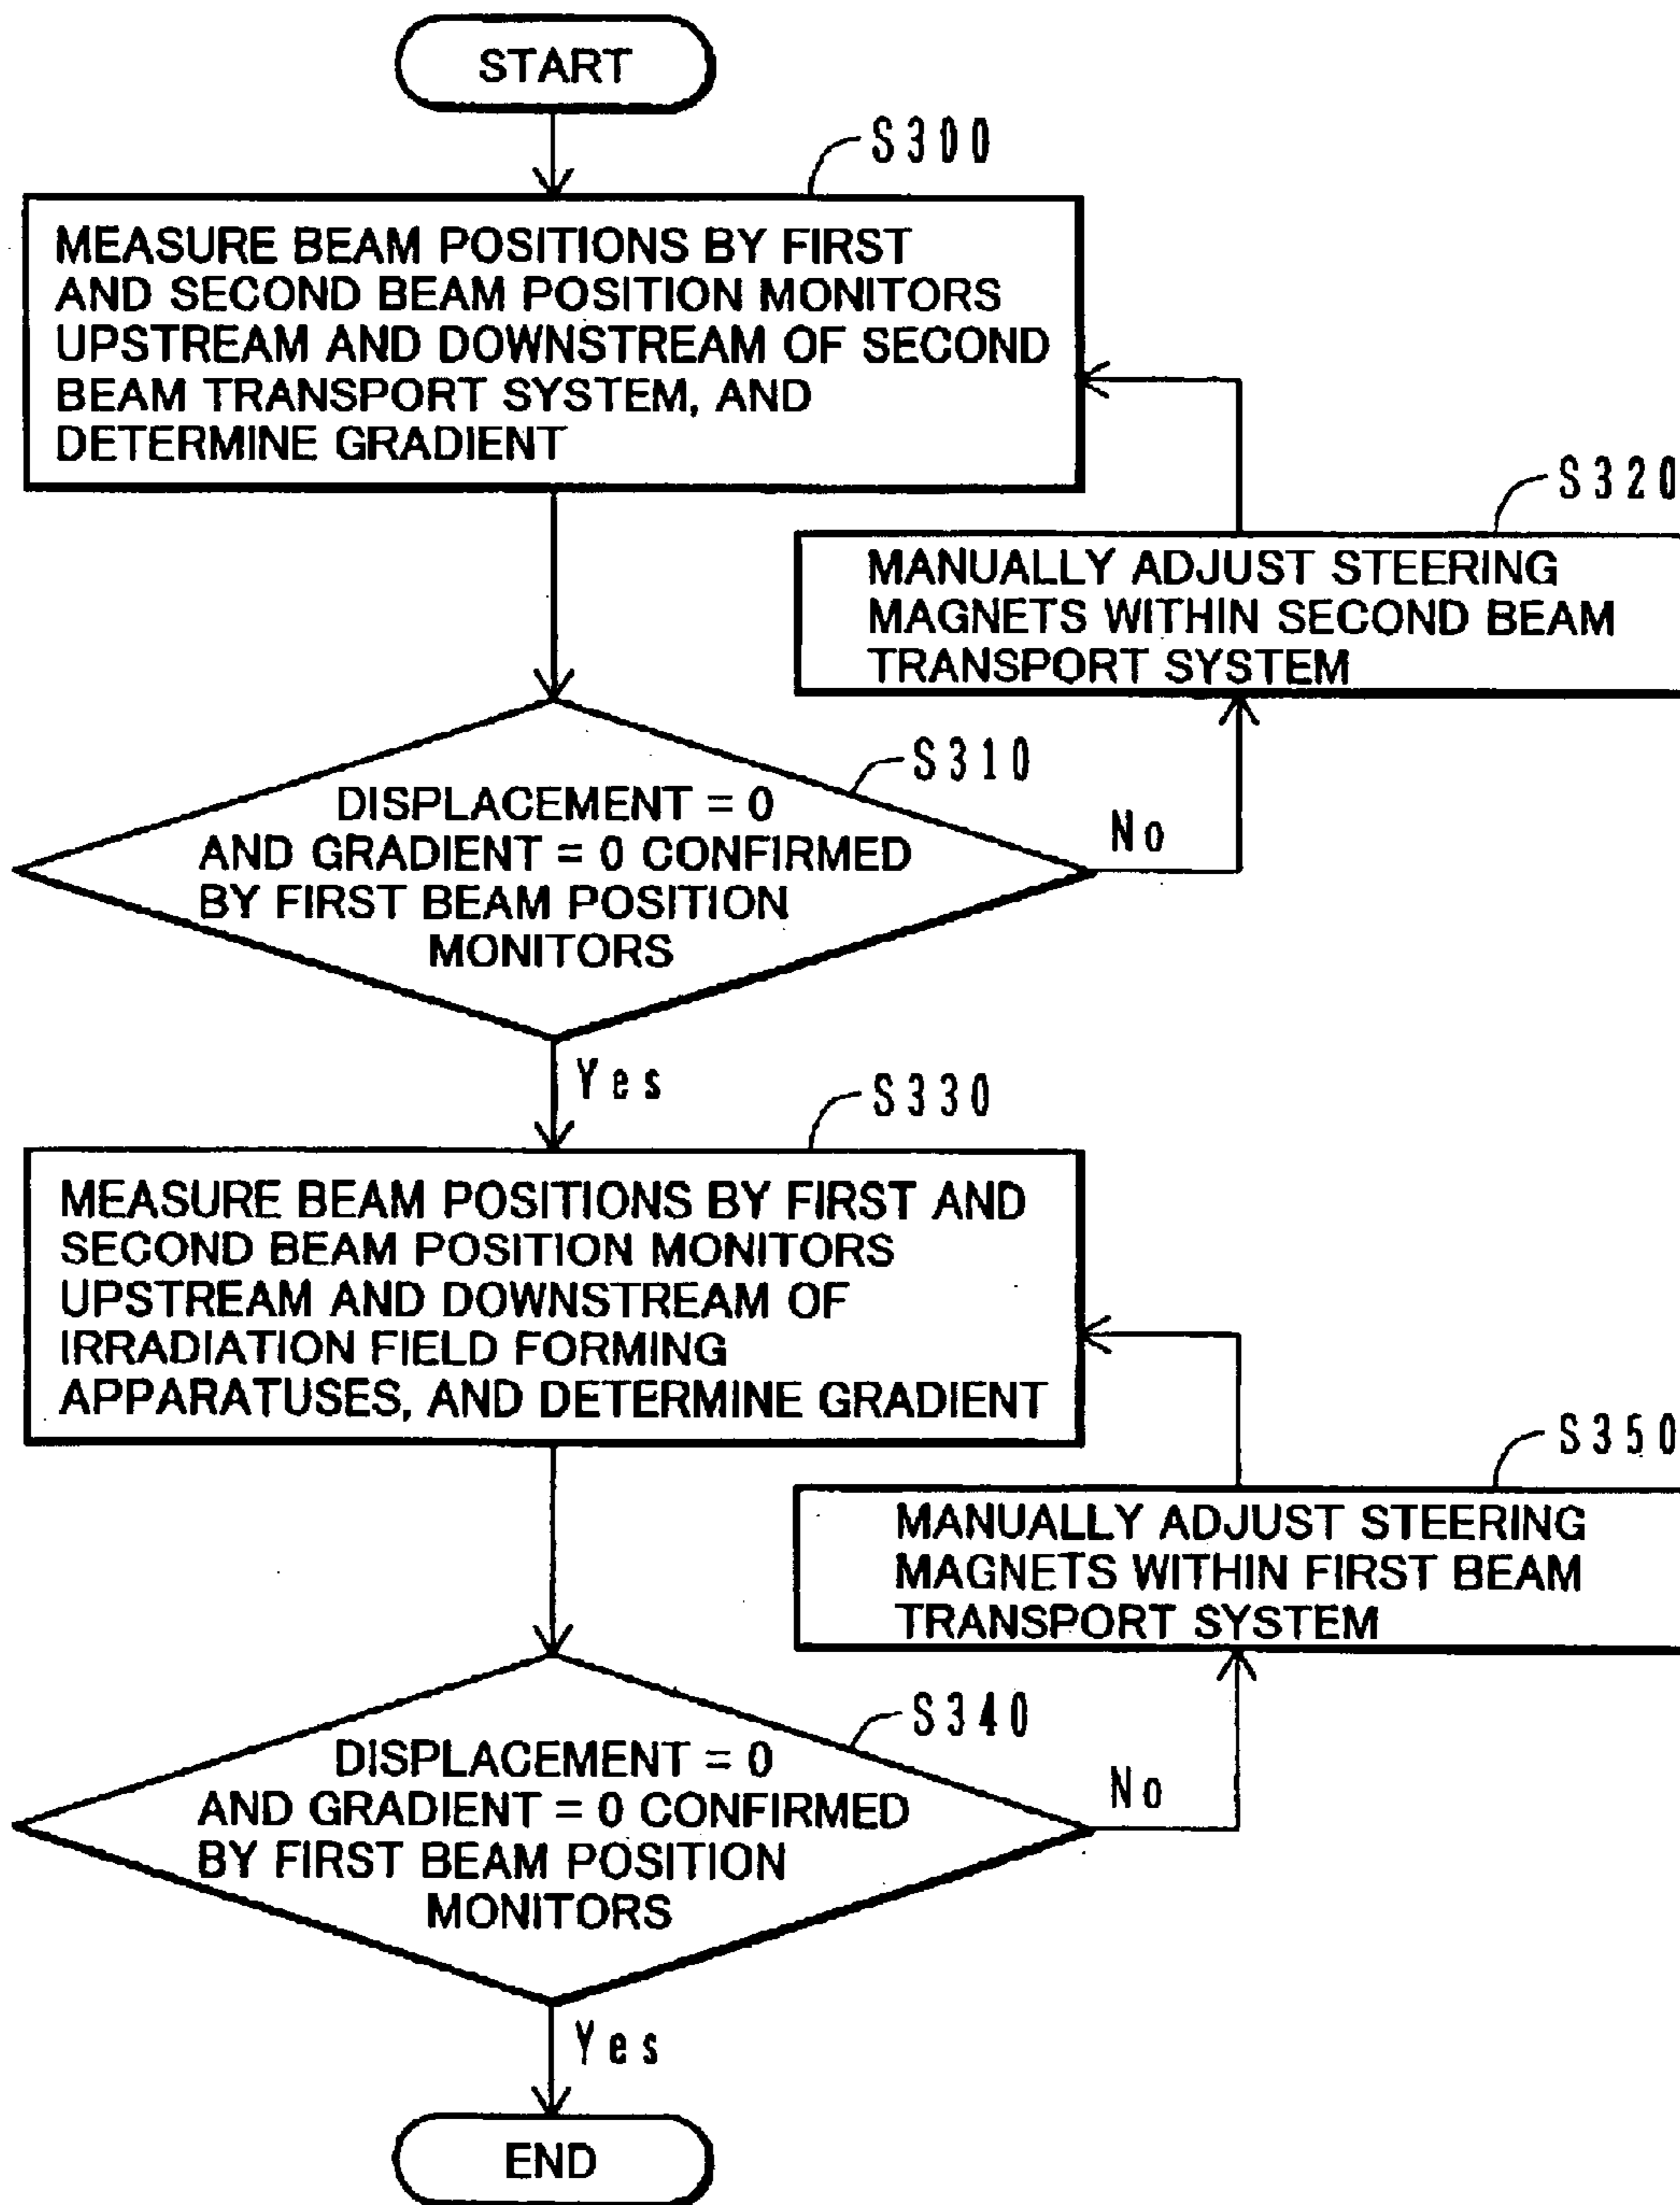 START
S300
MEASURE BEAM POSITIONS BY FIRST
AND SECOND BEAM POSITION MONITORS
UPSTREAM AND DOWNSTREAM OF SECOND
BEAM TRANSPORT SYSTEM, AND
DETERMINE GRADIENT
S320
MANUALLY ADJUST STEERING
MAGNETS WITHIN SECOND BEAM
TRANSPORT SYSTEM
S310
DISPLACEMENT = 0
AND GRADIENT = 0 CONFIRMED
BY FIRST BEAM POSITION
MONITORS
No
Yes
S330
MEASURE BEAM POSITIONS BY FIRST AND
SECOND BEAM POSITION MONITORS
UPSTREAM AND DOWNSTREAM OF
IRRADIATION FIELD FORMING
APPARATUSES, AND DETERMINE GRADIENT
S350
MANUALLY ADJUST STEERING
MAGNETS WITHIN FIRST BEAM
TRANSPORT SYSTEM
S340
DISPLACEMENT = 0
AND GRADIENT = 0 CONFIRMED
BY FIRST BEAM POSITION
MONITORS
No
Yes
END